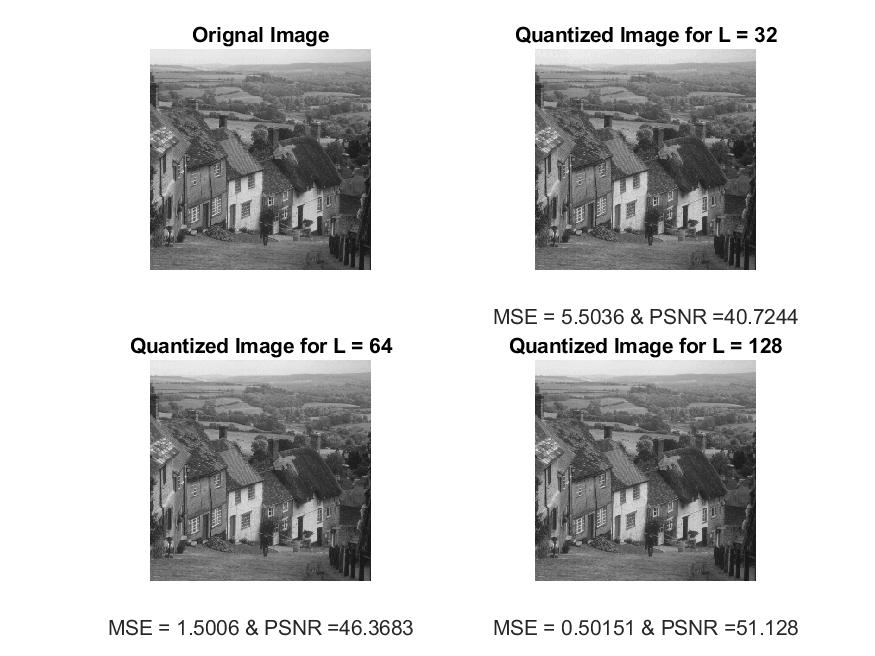 Orignal Image
Quantized Image for L = 32
MSE = 5.5036 & PSNR =40.7244
Quantized Image for L = 64
Quantized Image for L = 128
MSE = 1.5006 & PSNR =46.3683
MSE = 0.50151 & PSNR =51.128